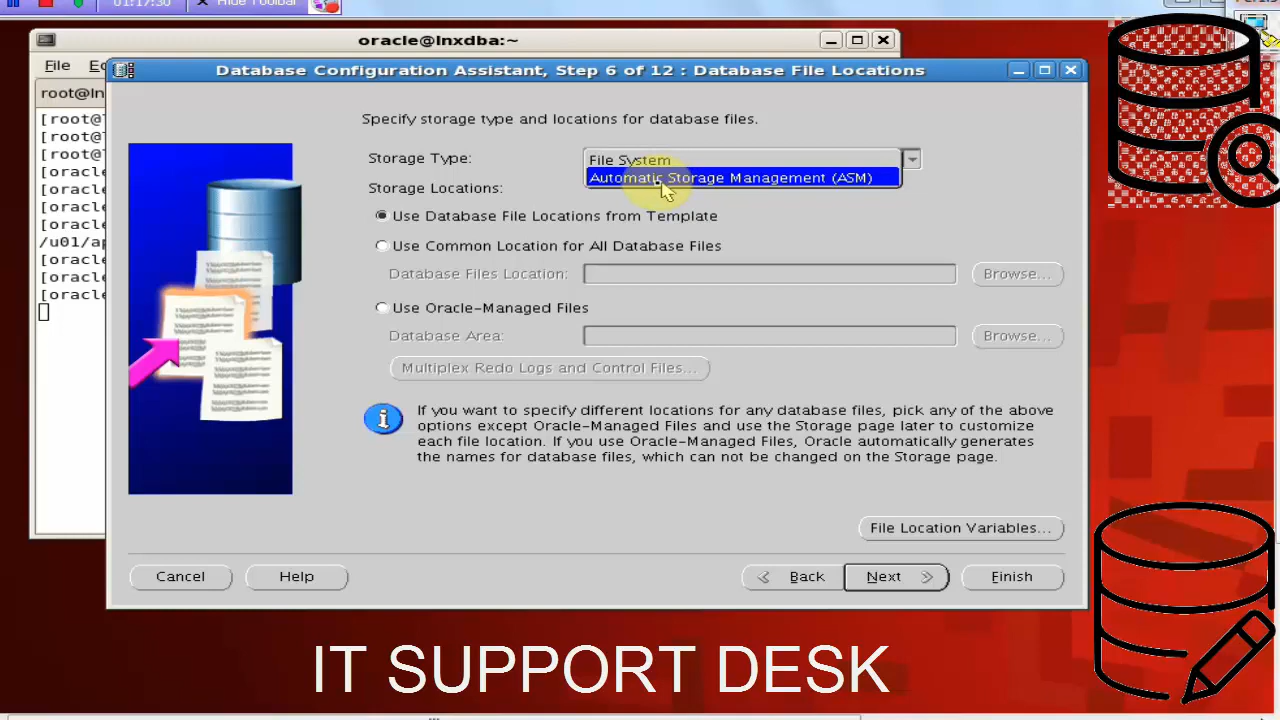 01:17:30 Hide Toolbar
oracle@lnxdba:~
File
Database Configuration Assistant, Step 6 of 12 : Database File Locations
root@ln
[root@
[root@
[root@
[oracle
[oracle
[oracle
[oracle
/u01/ap
[oracle
[oracle
[oracle
Specify storage type and locations for database files.
Storage Type:
File System
Automatic Storage Management (ASM)
Storage Locations:
Use Database File Locations from Template
Use Common Location for All Database Files
Database Files Location:
Browse...
Use Oracle-Managed Files
Database Area:
Browse...
Multiplex Redo Logs and Control Files...
If you want to specify different locations for any database files, pick any of the above
options except Oracle-Managed Files and use the Storage page later to customize
each file location. If you use Oracle-Managed Files, Oracle automatically generates
the names for database files, which can not be changed on the Storage page.
File Location Variables...
Cancel Help Back Next Finish
IT SUPPORT DESK